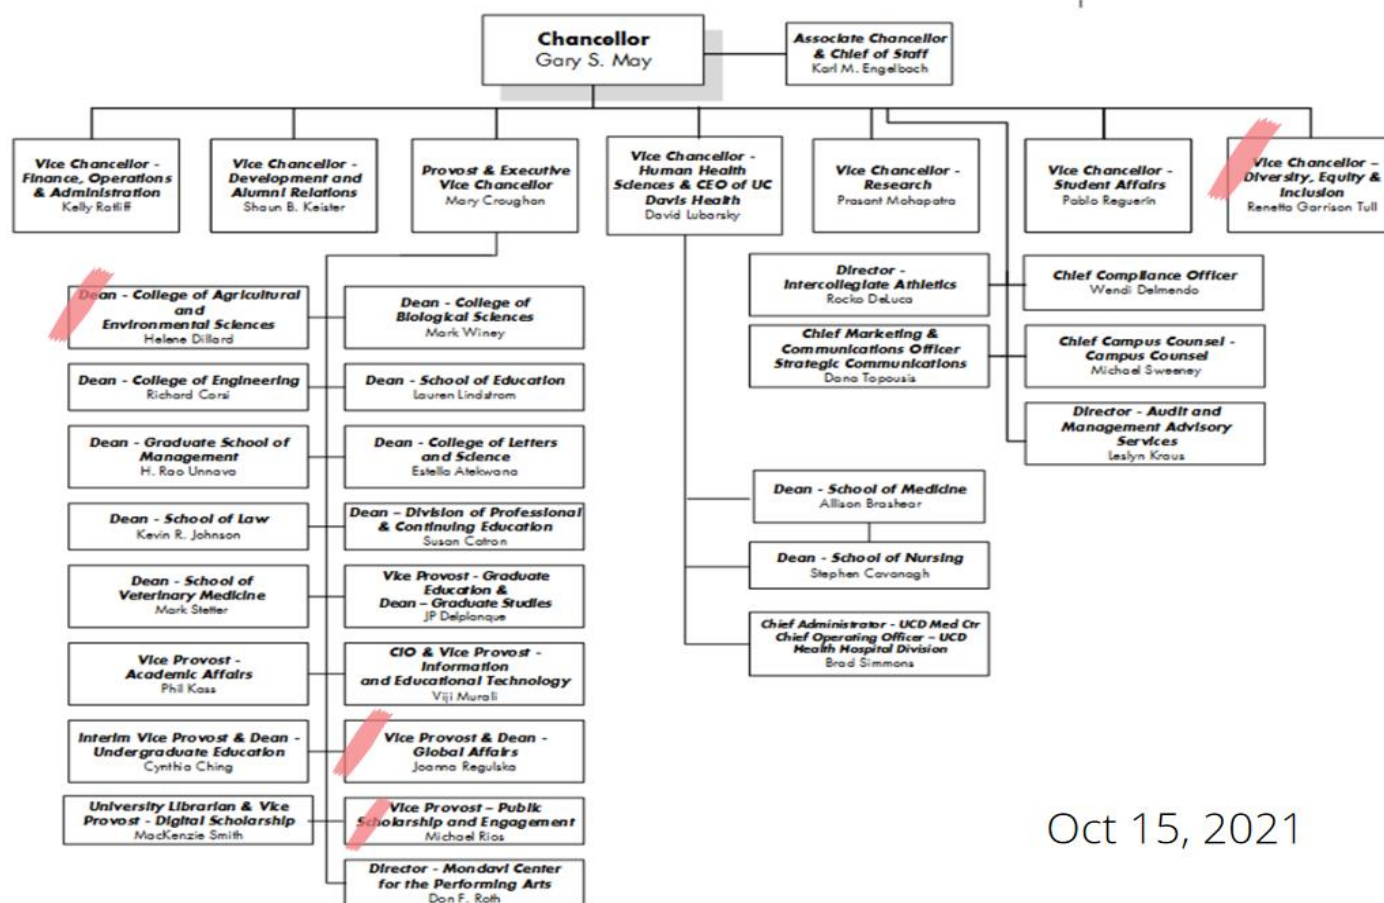 Chancellor
Gary S. May
Associate Chancellor
& Chief of Staff
Karl M. Engelbach
Vice Chancellor -
Finance, Operations
& Administration
Kelly Ratliff
Vice Chancellor -
Development and
Alumni Relations
Shaun B. Keister
Provost & Executive
Vice Chancellor
Mary Croughan
Vice Chancellor -
Human Health
Sciences & CEO of UC
Davis Health
David Lubarsky
Vice Chancellor -
Research
Prasant Mohapatra
Vice Chancellor -
Student Affairs
Pablo Reguerín
Vice Chancellor –
Diversity, Equity &
Inclusion
Renetta Garrison Tull
Dean - College of Agricultural
and
Environmental Sciences
Helene Dillard
Dean - College of
Biological Sciences
Mark Winey
Dean - College of Engineering
Richard Corsi
Dean - School of Education
Lauren Lindstrom
Dean - Graduate School of
Management
H. Rao Unnava
Dean - College of Letters
and Science
Estella Atekwana
Dean - School of Law
Kevin R. Johnson
Dean – Division of Professional
& Continuing Education
Susan Catron
Dean - School of
Veterinary Medicine
Mark Stetter
Vice Provost - Graduate
Education &
Dean – Graduate Studies
JP Delplanque
Vice Provost -
Academic Affairs
Phil Kass
CIO & Vice Provost -
Information
and Educational Technology
Viji Murali
Interim Vice Provost & Dean -
Undergraduate Education
Cynthia Ching
Vice Provost & Dean -
Global Affairs
Joanna Regulska
University Librarian & Vice
Provost - Digital Scholarship
MacKenzie Smith
Vice Provost – Public
Scholarship and Engagement
Michael Rios
Director - Mondavi Center
for the Performing Arts
Don F. Roth
Director -
Intercollegiate Athletics
Rocko DeLuca
Chief Compliance Officer
Wendi Delmendo
Chief Marketing &
Communications Officer
Strategic Communications
Dana Topousis
Chief Campus Counsel -
Campus Counsel
Michael Sweeney
Director - Audit and
Management Advisory
Services
Leslyn Kraus
Dean - School of Medicine
Allison Brashear
Dean - School of Nursing
Stephen Cavanagh
Chief Administrator - UCD Med Ctr
Chief Operating Officer – UCD
Health Hospital Division
Brad Simmons
Oct 15, 2021